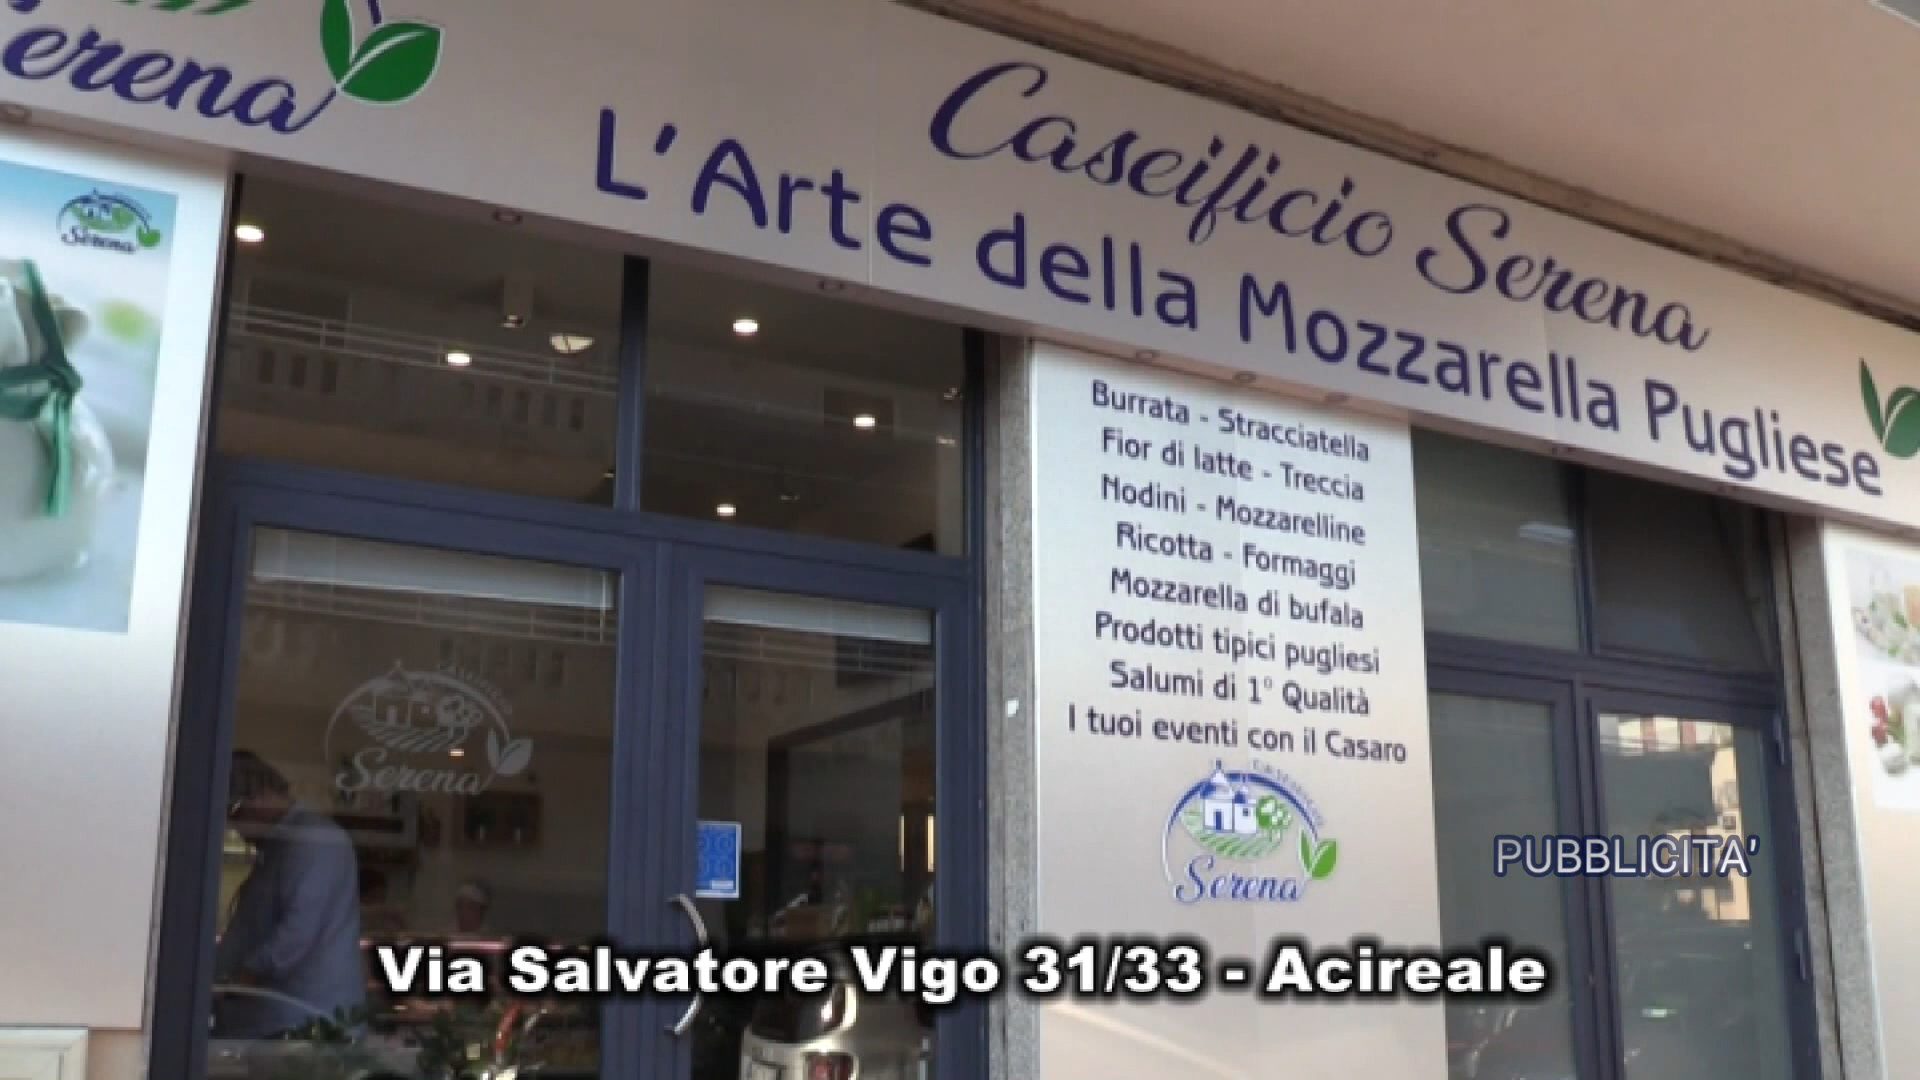 Serena
Caseificio Serena
L'Arte della Mozzarella Pugliese
Serena
Burrata - Stracciatella
Fior di latte - Treccia
Nodini - Mozzarelline
Ricotta - Formaggi
Mozzarella di bufala
Prodotti tipici pugliesi
Salumi di 1° Qualità
I tuoi eventi con il Casaro
CASEIFICIO
Serena
Serena
PUBBLICITA'
Via Salvatore Vigo 31/33 - Acireale